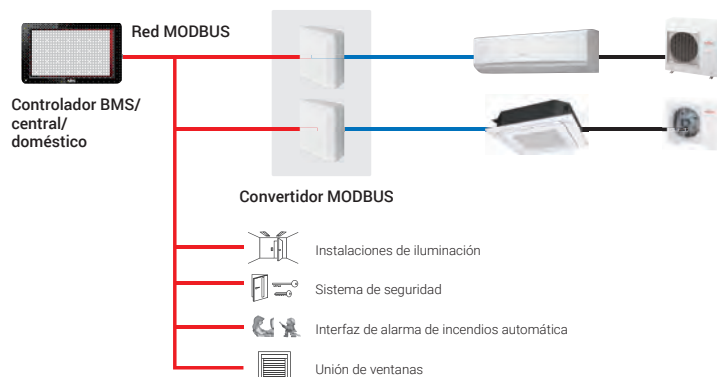 Red MODBUS
Controlador BMS/
central/
doméstico
Convertidor MODBUS
Instalaciones de iluminación
Sistema de seguridad
Interfaz de alarma de incendios automática
Unión de ventanas